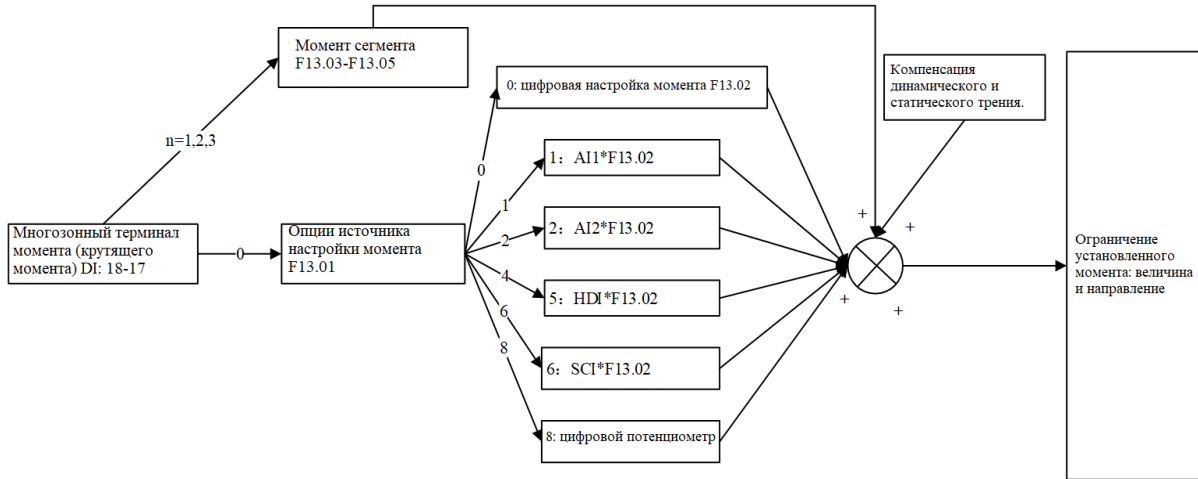 Момент сегмента
F13.03-F13.05
Компенсация
динамического и
статического трения.
0: цифровая настройка момента F13.02
n=1,2,3
1: AI1*F13.02
0
1
Многозонный терминал
момента (крутящего
момента) DI: 18-17
0
Опции источника
настройки момента
F13.01
2
2: AI2*F13.02
+
+
Ограничение
установленного
момента: величина
и направление
4
5: HDI*F13.02
+
+
6
8
6: SCI*F13.02
8: цифровой потенциометр